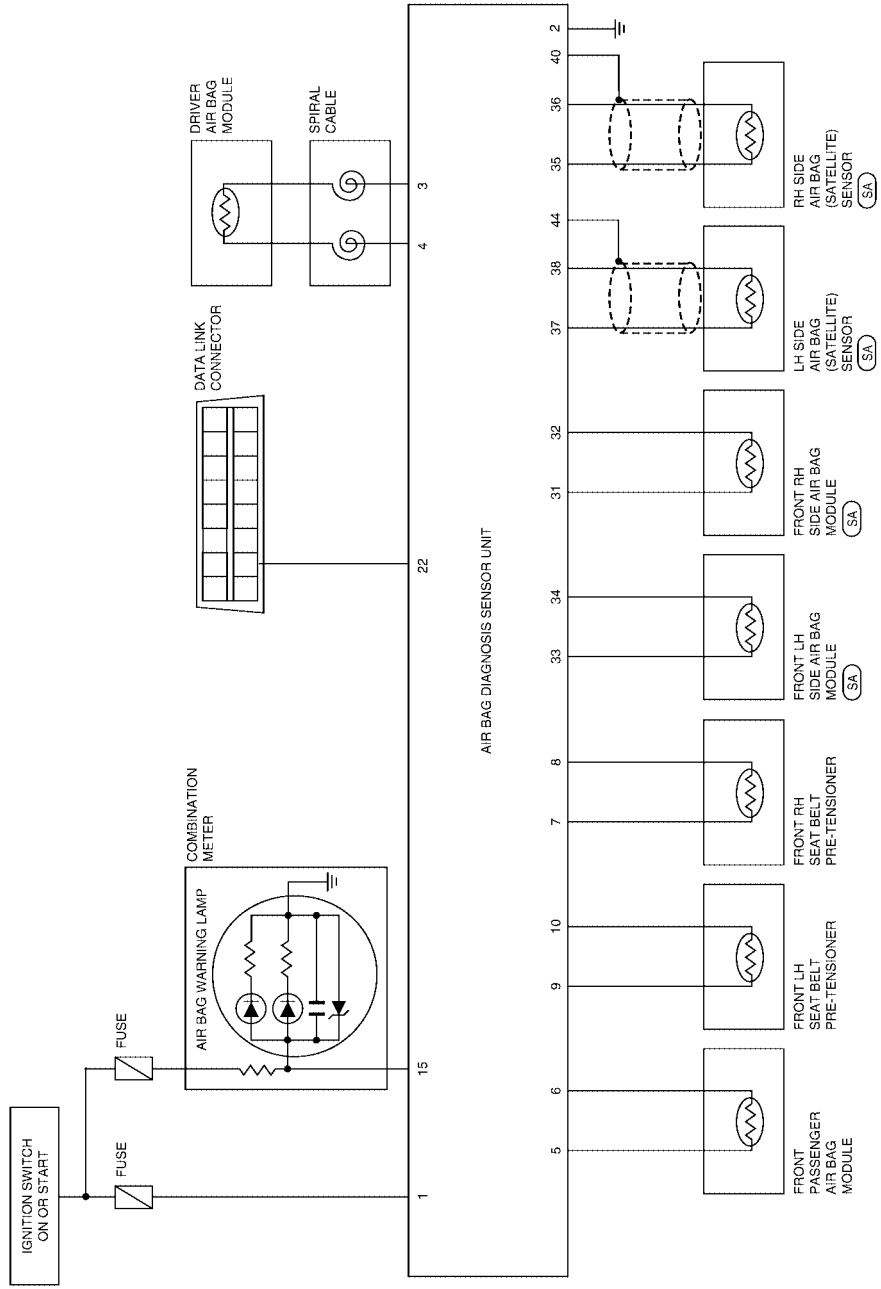 IGNITION SWITCH
ON OR START
FUSE
FUSE
COMBINATION
METER
AIR BAG WARNING LAMP
DATA LINK
CONNECTOR
DRIVER
AIR BAG
MODULE
SPIRAL
CABLE
1
15
22
4
3
AIR BAG DIAGNOSIS SENSOR UNIT
5
6
9
10
7
8
33
34
31
32
37
38
44
35
36
40
2
FRONT
PASSENGER
AIR BAG
MODULE
FRONT LH
SEAT BELT
PRE-TENSIONER
FRONT RH
SEAT BELT
PRE-TENSIONER
FRONT LH
SIDE AIR BAG
MODULE
SA
FRONT RH
SIDE AIR BAG
MODULE
SA
LH SIDE
AIR BAG
(SATELLITE)
SENSOR
SA
RH SIDE
AIR BAG
(SATELLITE)
SENSOR
SA